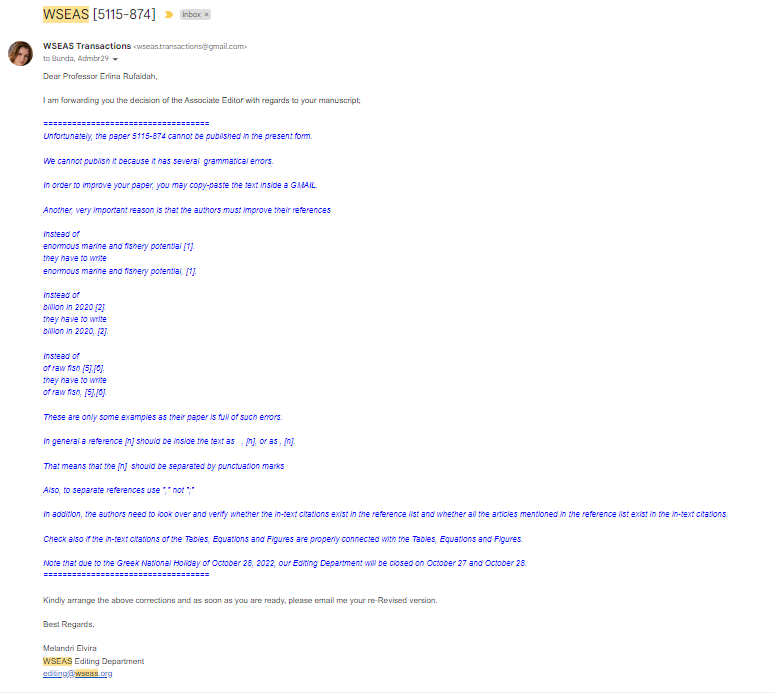 WSEAS [5115-874] Inbox ×
WSEAS Transactions <wseas.transactions@gmail.com>
to Bunda, Admbr29
Dear Professor Erlina Rufaidah,
I am forwarding you the decision of the Associate Editor with regards to your manuscript;
===================================
Unfortunately, the paper 5115-874 cannot be published in the present form.
We cannot publish it because it has several grammatical errors.
In order to improve your paper, you may copy-paste the text inside a GMAIL.
Another, very important reason is that the authors must improve their references
Instead of
enormous marine and fishery potential [1].
they have to write
enormous marine and fishery potential, [1].
Instead of
billion in 2020 [2].
they have to write
billion in 2020, [2].
Instead of
of raw fish [5],[6].
they have to write
of raw fish, [5],[6].
These are only some examples as their paper is full of such errors.
In general a reference [n] should be inside the text as , [n], or as , [n].
That means that the [n] should be separated by punctuation marks
Also, to separate references use "," not ";"
In addition, the authors need to look over and verify whether the in-text citations exist in the reference list and whether all the articles mentioned in the reference list exist in the in-text citations.
Check also if the in-text citations of the Tables, Equations and Figures are properly connected with the Tables, Equations and Figures.
Note that due to the Greek National Holiday of October 28, 2022, our Editing Department will be closed on October 27 and October 28.
===================================
Kindly arrange the above corrections and as soon as you are ready, please email me your re-Revised version.
Best Regards,
Melandri Elvira
WSEAS Editing Department
editing@wseas.org